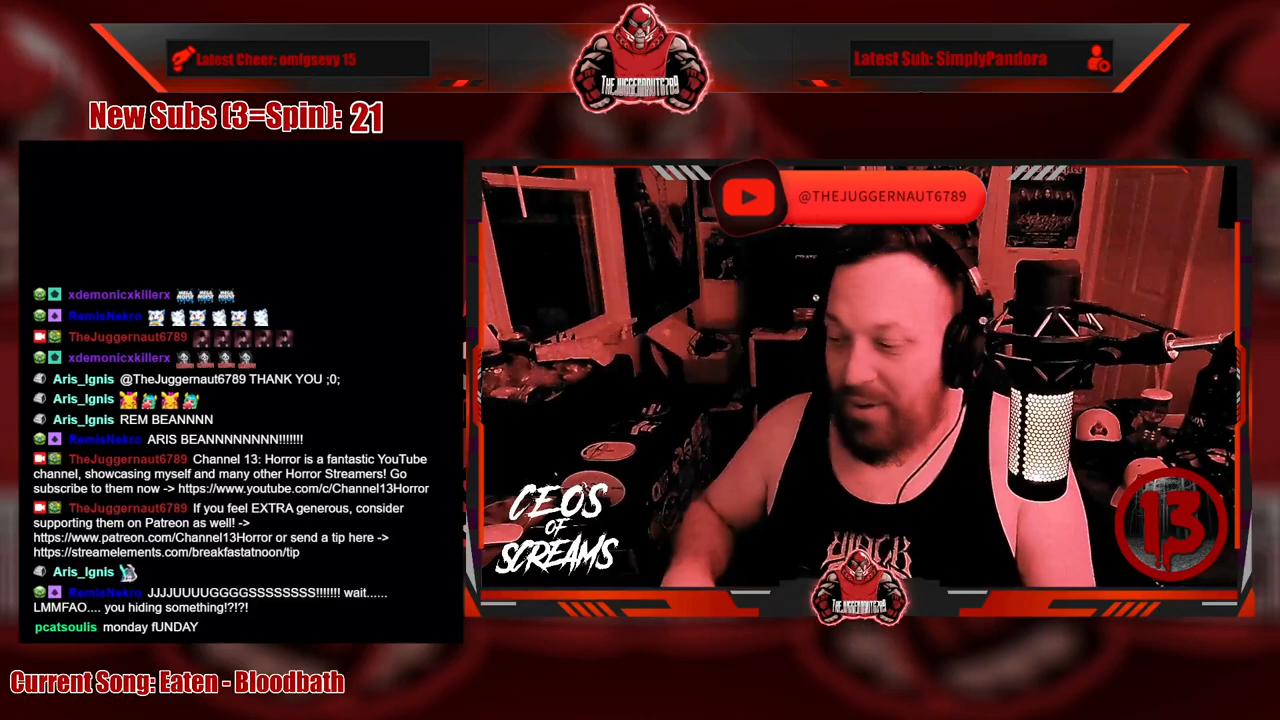 Latest Cheer: omfgsevy 15
THEJUGGERNAUT6789
Latest Sub: SimplyPandora
New Subs (3=Spin): 21
@THEJUGGERNAUT6789
xdemonicxkillerx
RemisNekro
TheJuggernaut6789
xdemonicxkillerx
Aris_Ignis @TheJuggernaut6789 THANK YOU ;0;
Aris_Ignis
Aris_Ignis REM BEANNNN
RemisNekro ARIS BEANNNNNNNN!!!!!!!
TheJuggernaut6789 Channel 13: Horror is a fantastic YouTube
channel, showcasing myself and many other Horror Streamers! Go
subscribe to them now -> https://www.youtube.com/c/Channel13Horror
TheJuggernaut6789 If you feel EXTRA generous, consider
supporting them on Patreon as well! ->
https://www.patreon.com/Channel13Horror or send a tip here ->
https://streamelements.com/breakfastatnoon/tip
Aris_Ignis
RemisNekro JJJJUUUUGGGGSSSSSSSS!!!!!!! wait......
LMMFAO.... you hiding something!?!?!
pcatsoulis monday fUNDAY
CEOS
OF
SCREAMS
13
BLACK
THEJUGGERNAUT6789
Current Song: Eaten - Bloodbath